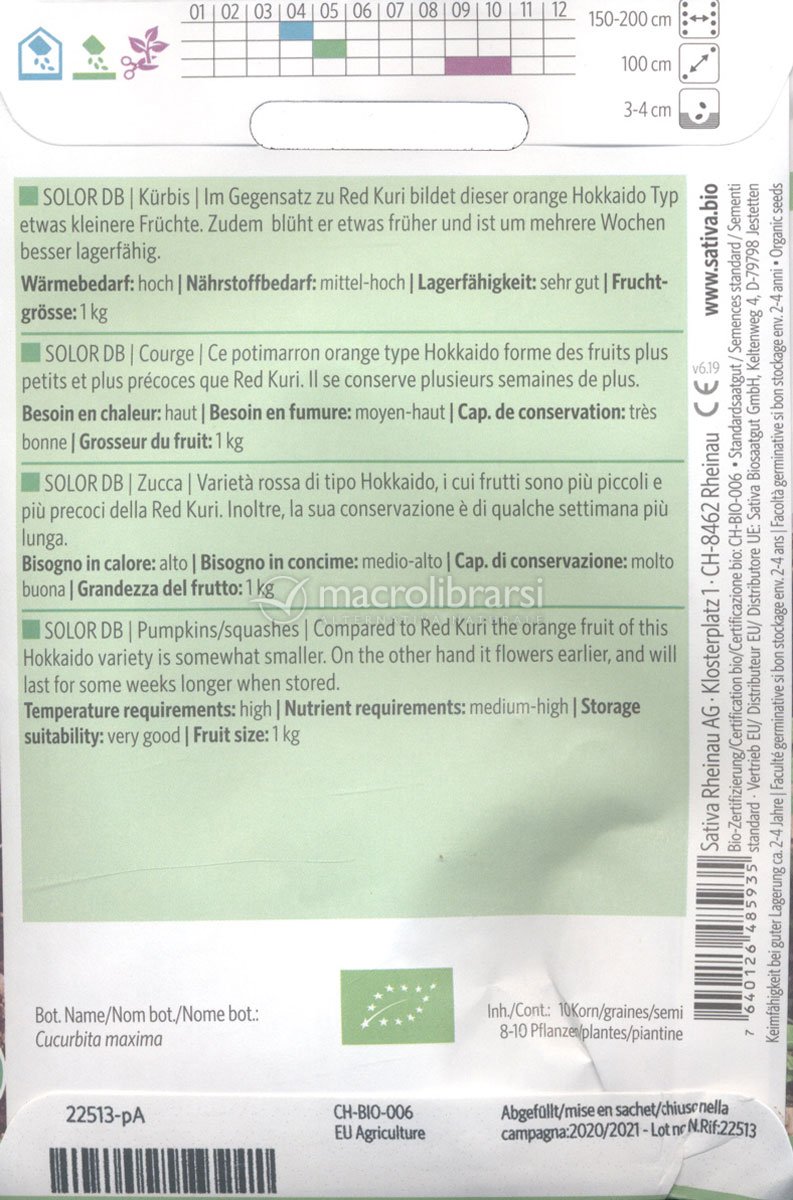 01 02 03 04 05 06 07 08 09 10 11 12
150-200 cm
100 cm
3-4 cm
SOLOR DB | Kürbis | Im Gegensatz zu Red Kuri bildet dieser orange Hokkaido Typ
etwas kleinere Früchte. Zudem blüht er etwas früher und ist um mehrere Wochen
besser lagerfähig.
Wärmebedarf: hoch | Nährstoffbedarf: mittel-hoch | Lagerfähigkeit: sehr gut | Frucht-
grösse: 1 kg
SOLOR DB | Courge | Ce potimarron orange type Hokkaido forme des fruits plus
petits et plus précoces que Red Kuri. Il se conserve plusieurs semaines de plus.
Besoin en chaleur: haut | Besoin en fumure: moyen-haut | Cap. de conservation: très
bonne | Grosseur du fruit: 1 kg
SOLOR DB | Zucca | Varietà rossa di tipo Hokkaido, i cui frutti sono più piccoli e
più precoci della Red Kuri. Inoltre, la sua conservazione è di qualche settimana più
lunga.
Bisogno in calore: alto | Bisogno in concime: medio-alto | Cap. di conservazione: molto
buona | Grandezza del frutto: 1 kg
macrolibrarsi
SOLOR DB | Pumpkins/squashes | Compared to Red Kuri the orange fruit of this
Hokkaido variety is somewhat smaller. On the other hand it flowers earlier, and will
last for some weeks longer when stored.
Temperature requirements: high | Nutrient requirements: medium-high | Storage
suitability: very good | Fruit size: 1 kg
Bot. Name/Nom bot./Nome bot.:
Cucurbita maxima
Inh./Cont.: 10Korn/graines/semi
8-10 Pflanze/plantes/piantine
22513-pA
CH-BIO-006
EU Agriculture
Abgefüllt/mise en sachet/chiuso nella
campagna:2020/2021 - Lot nr N.Rif:22513
Sativa Rheinau AG · Klosterplatz 1 · CH-8462 Rheinau CE v6.19 www.sativa.bio
Bio-Zertifizierung/Certification bio/Certificazione bio: CH-BIO-006 • Standardsaatgut / Semences standard / Sementi
standard · Vertrieb EU/ Distributeur EU/ Distributore UE: Sativa Biosaatgut GmbH, Keltenweg 4, D-79798 Jestetten
Keimfähigkeit bei guter Lagerung ca. 2-4 Jahre | Faculté germinative si bon stockage env. 2-4 ans | Facoltà germinative si bon stockage env. 2-4 anni • Organic seeds
7 640126 485935